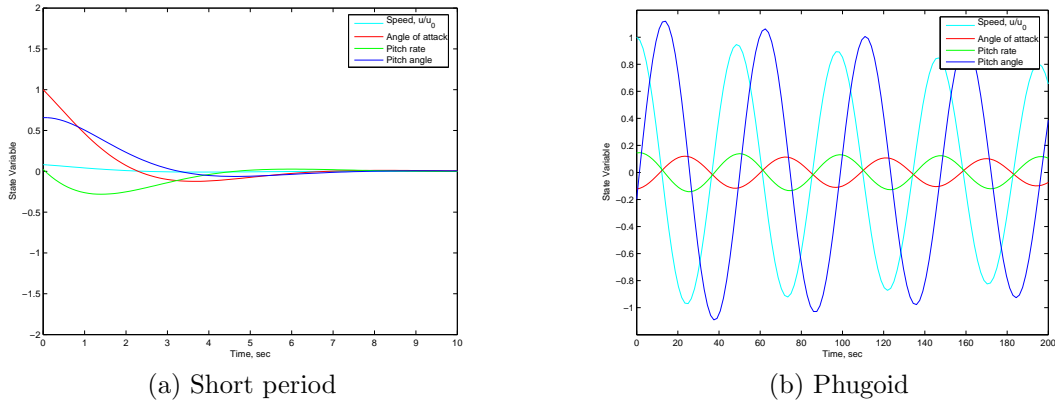 2
1.5
1
0.5
0
−0.5
−1
−1.5
−2
State Variable
0 1 2 3 4 5 6 7 8 9 10
Time, sec
Speed, u/u0
Angle of attack
Pitch rate
Pitch angle
(a) Short period
1
0.8
0.6
0.4
0.2
0
−0.2
−0.4
−0.6
−0.8
−1
State Variable
0 20 40 60 80 100 120 140 160 180 200
Time, sec
Speed, u/u0
Angle of attack
Pitch rate
Pitch angle
(b) Phugoid